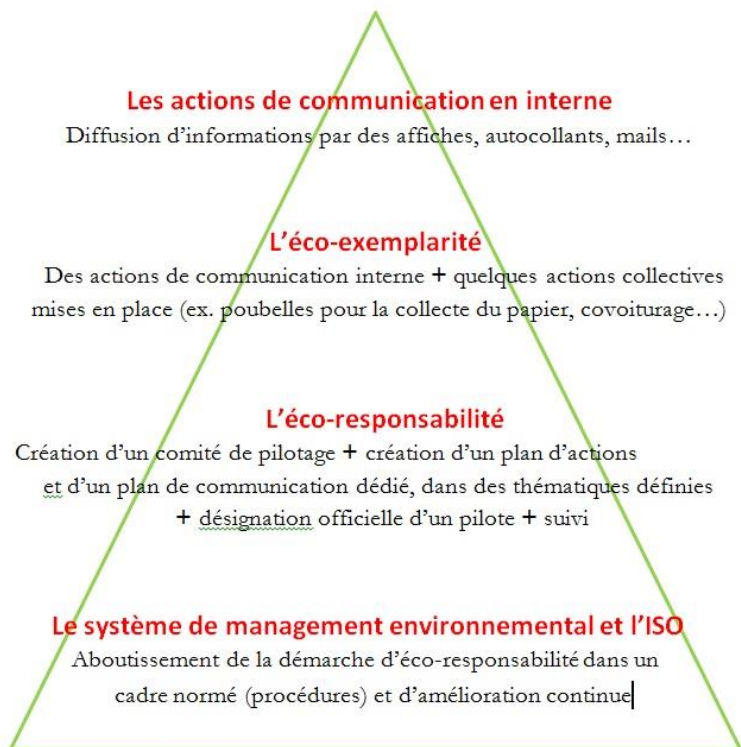 Les actions de communication en interne
Diffusion d'informations par des affiches, autocollants, mails…
L'éco-exemplarité
Des actions de communication interne + quelques actions collectives
mises en place (ex. poubelles pour la collecte du papier, covoiturage…)
L'éco-responsabilité
Création d'un comité de pilotage + création d'un plan d'actions
et d'un plan de communication dédié, dans des thématiques définies
+ désignation officielle d'un pilote + suivi
Le système de management environnemental et l'ISO
Aboutissement de la démarche d'éco-responsabilité dans un
cadre normé (procédures) et d'amélioration continue